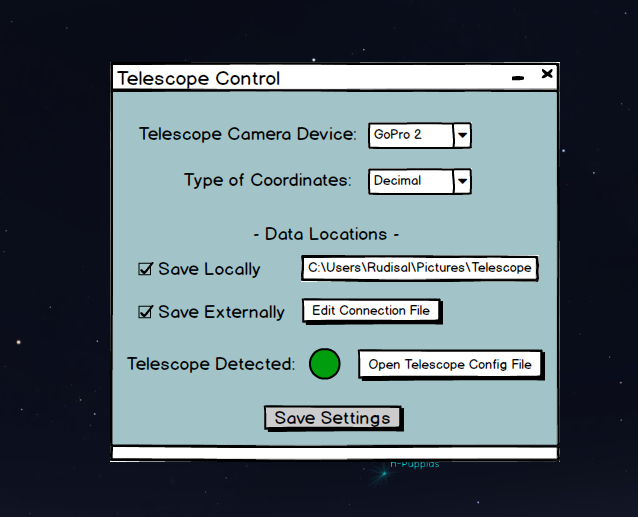 Telescope Control
Telescope Camera Device: GoPro 2
Type of Coordinates: Decimal
- Data Locations -
Save Locally C:\Users\Rudisal\Pictures\Telescope
Save Externally Edit Connection File
Telescope Detected: Open Telescope Config File
Save Settings